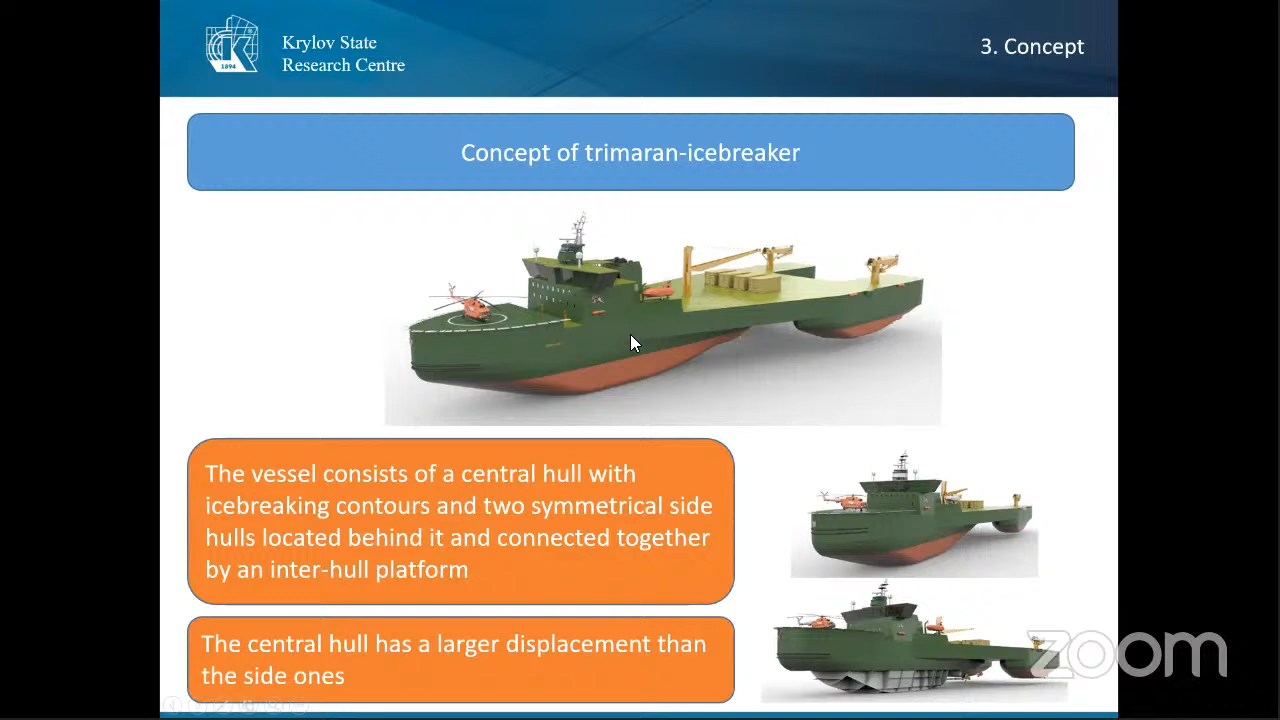 Krylov State
Research Centre
1894
3. Concept
Concept of trimaran-icebreaker
The vessel consists of a central hull with
icebreaking contours and two symmetrical side
hulls located behind it and connected together
by an inter-hull platform
The central hull has a larger displacement than
the side ones
zoom